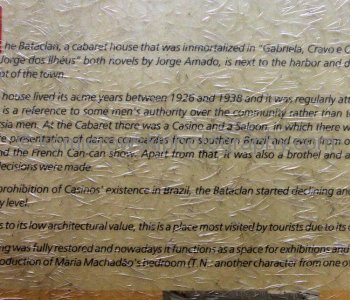 he Bataclan, a cabaret house that was immortalized in "Gabriela, Cravo e C
Jorge dos Ilhéus" both novels by Jorge Amado, is next to the harbor and d
nt of the town.
house lived its acme years between 1926 and 1938 and it was regularly att
is a reference to some men's authority over the community rather than t
rsia men. At the Cabaret there was a Casino and a Saloon, in which there w
e presentation of dance companies from southern Brazil and even from o
nd the French Can-can show. Apart from that, it was also a brothel and a
decisions were made.
prohibition of Casinos' existence in Brazil, the Bataclan started declining and
y level.
s to its low architectural value, this is a place most visited by tourists due to its
ng was fully restored and nowadays it functions as a space for exhibitions and
oduction of Maria Machadão's bedroom (T.N.: another character from one of